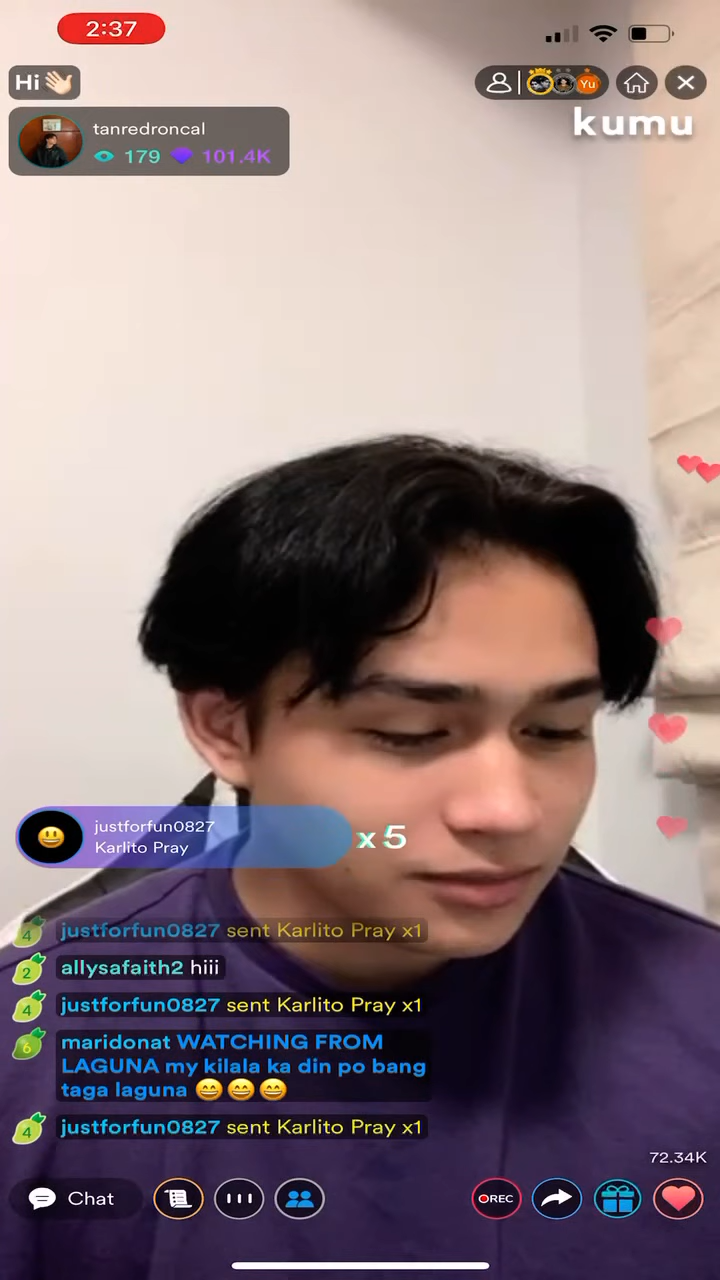 2:37
Hi👋🏻
Yu
kumu
tanredroncal
179 101.4K
justforfun0827
Karlito Pray
x5
4 justforfun0827 sent Karlito Pray x1
2 allysafaith2 hiii
4 justforfun0827 sent Karlito Pray x1
6 maridonat WATCHING FROM
LAGUNA my kilala ka din po bang
taga laguna 😄😄😄
4 justforfun0827 sent Karlito Pray x1
72.34K
Chat
REC